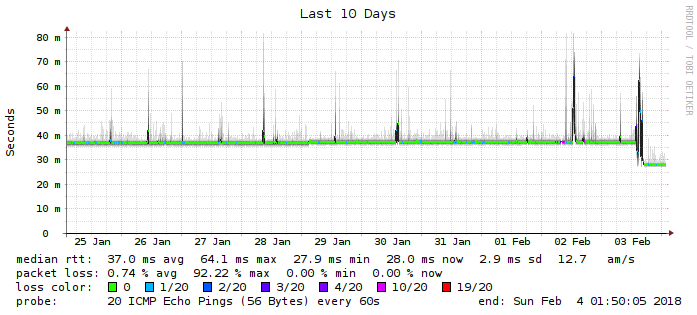 Last 10 Days
RRDTOOL / TOBI OETIKER
Seconds
80 m
70 m
60 m
50 m
40 m
30 m
20 m
10 m
0
25 Jan 26 Jan 27 Jan 28 Jan 29 Jan 30 Jan 31 Jan 01 Feb 02 Feb 03 Feb
median rtt: 37.0 ms avg 64.1 ms max 27.9 ms min 28.0 ms now 2.9 ms sd 12.7 am/s
packet loss: 0.74 % avg 92.22 % max 0.00 % min 0.00 % now
loss color: 0 1/20 2/20 3/20 4/20 10/20 19/20
probe: 20 ICMP Echo Pings (56 Bytes) every 60s end: Sun Feb 4 01:50:05 2018